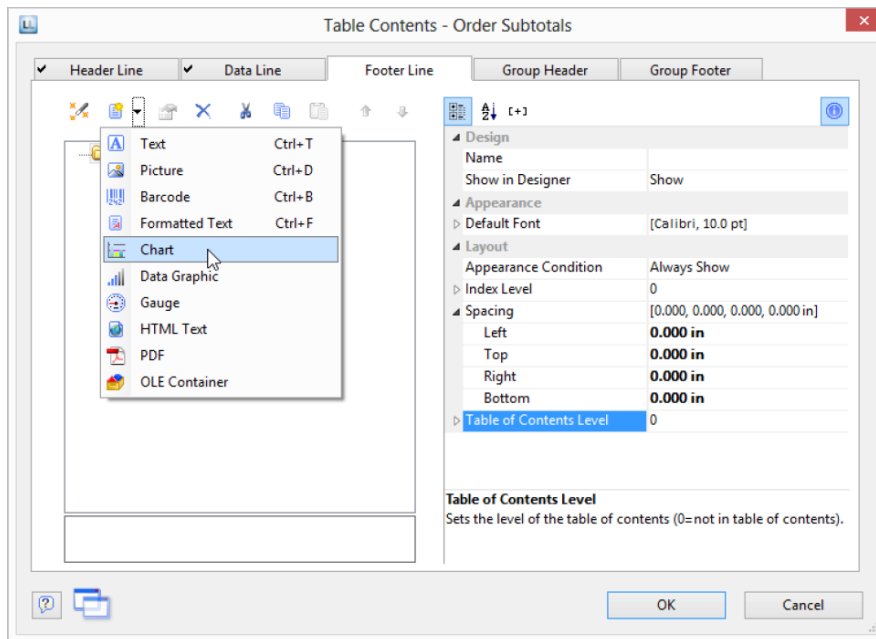 LL
Table Contents - Order Subtotals
Header Line Data Line Footer Line Group Header Group Footer
Text Ctrl+T
Picture Ctrl+D
Barcode Ctrl+B
Formatted Text Ctrl+F
Chart
Data Graphic
Gauge
HTML Text
PDF
OLE Container
Design
Name
Show in Designer Show
Appearance
Default Font [Calibri, 10.0 pt]
Layout
Appearance Condition Always Show
Index Level 0
Spacing [0.000, 0.000, 0.000, 0.000 in]
Left 0.000 in
Top 0.000 in
Right 0.000 in
Bottom 0.000 in
Table of Contents Level 0
Table of Contents Level
Sets the level of the table of contents (0=not in table of contents).
OK Cancel